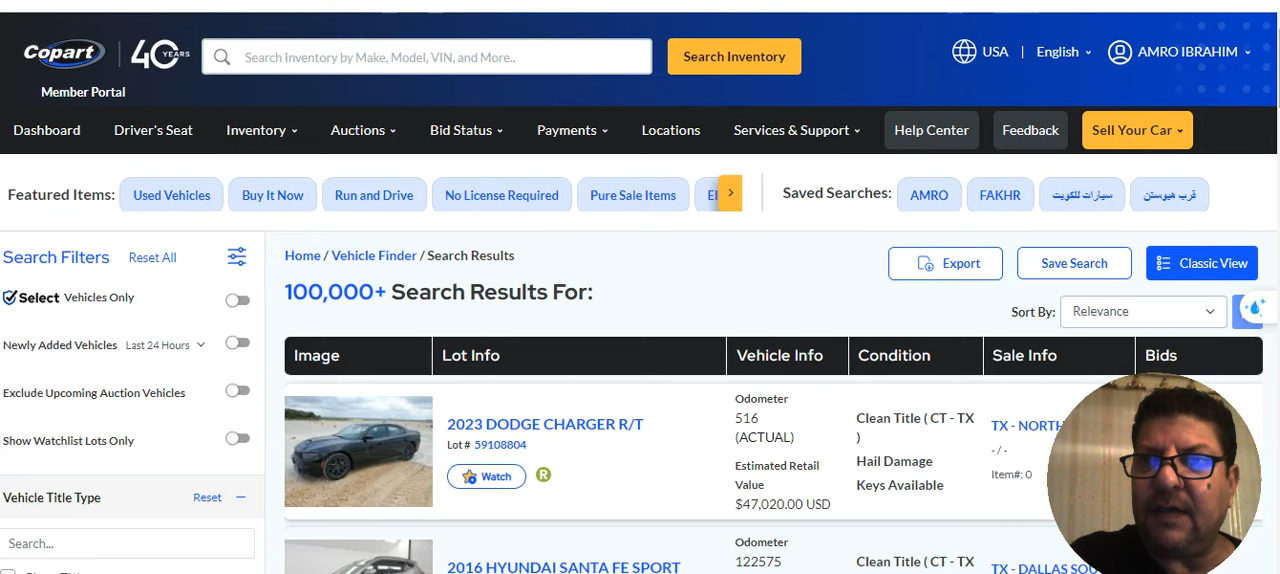 Copart 40 YEARS
Search Inventory by Make, Model, VIN, and More..
Search Inventory
USA | English AMRO IBRAHIM
Member Portal
Dashboard Driver's Seat Inventory Auctions Bid Status Payments Locations Services & Support Help Center Feedback Sell Your Car
Featured Items: Used Vehicles Buy It Now Run and Drive No License Required Pure Sale Items El
Saved Searches: AMRO FAKHR سيارات للكويت قرب هيوستن
Search Filters Reset All
Select Vehicles Only
Newly Added Vehicles Last 24 Hours
Exclude Upcoming Auction Vehicles
Show Watchlist Lots Only
Vehicle Title Type Reset
Search...
Home / Vehicle Finder / Search Results
Export Save Search Classic View
100,000+ Search Results For:
Sort By: Relevance
Image Lot Info Vehicle Info Condition Sale Info Bids
2023 DODGE CHARGER R/T
Lot # 59108804
Watch R
Odometer
516
(ACTUAL)
Estimated Retail
Value
$47,020.00 USD
Clean Title ( CT - TX
)
Hail Damage
Keys Available
TX - NORTH
- / -
Item#: 0
2016 HYUNDAI SANTA FE SPORT
Odometer
122575
Clean Title ( CT - TX
TX - DALLAS SOU